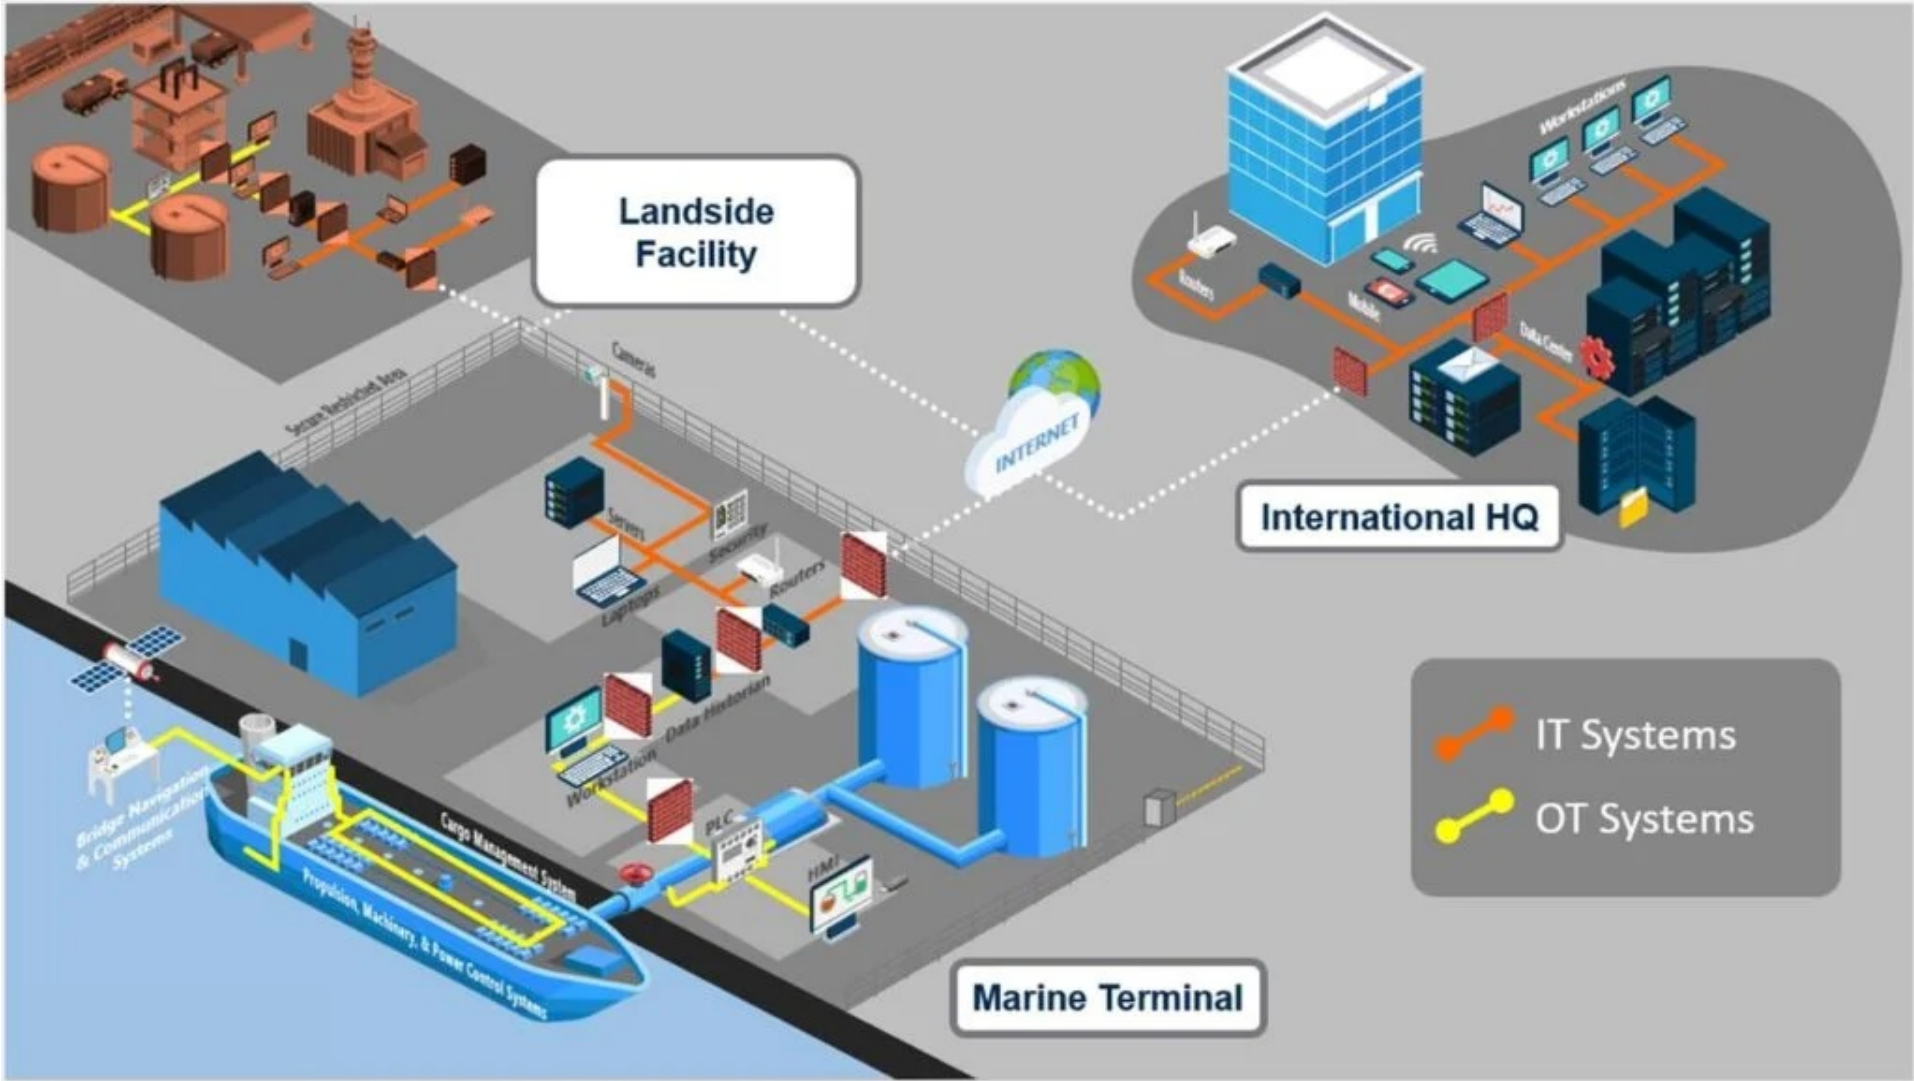 Landside
Facility
Workstations
Routers
Mobile
Data Center
INTERNET
International HQ
Cameras
Secure Restricted Area
Servers
Security
Laptops
Routers
Data Historian
Workstation
PLC
HMI
Bridge Navigation
& Communication
Systems
Cargo Management System
Propulsion, Machinery, & Power Control Systems
Marine Terminal
IT Systems
OT Systems